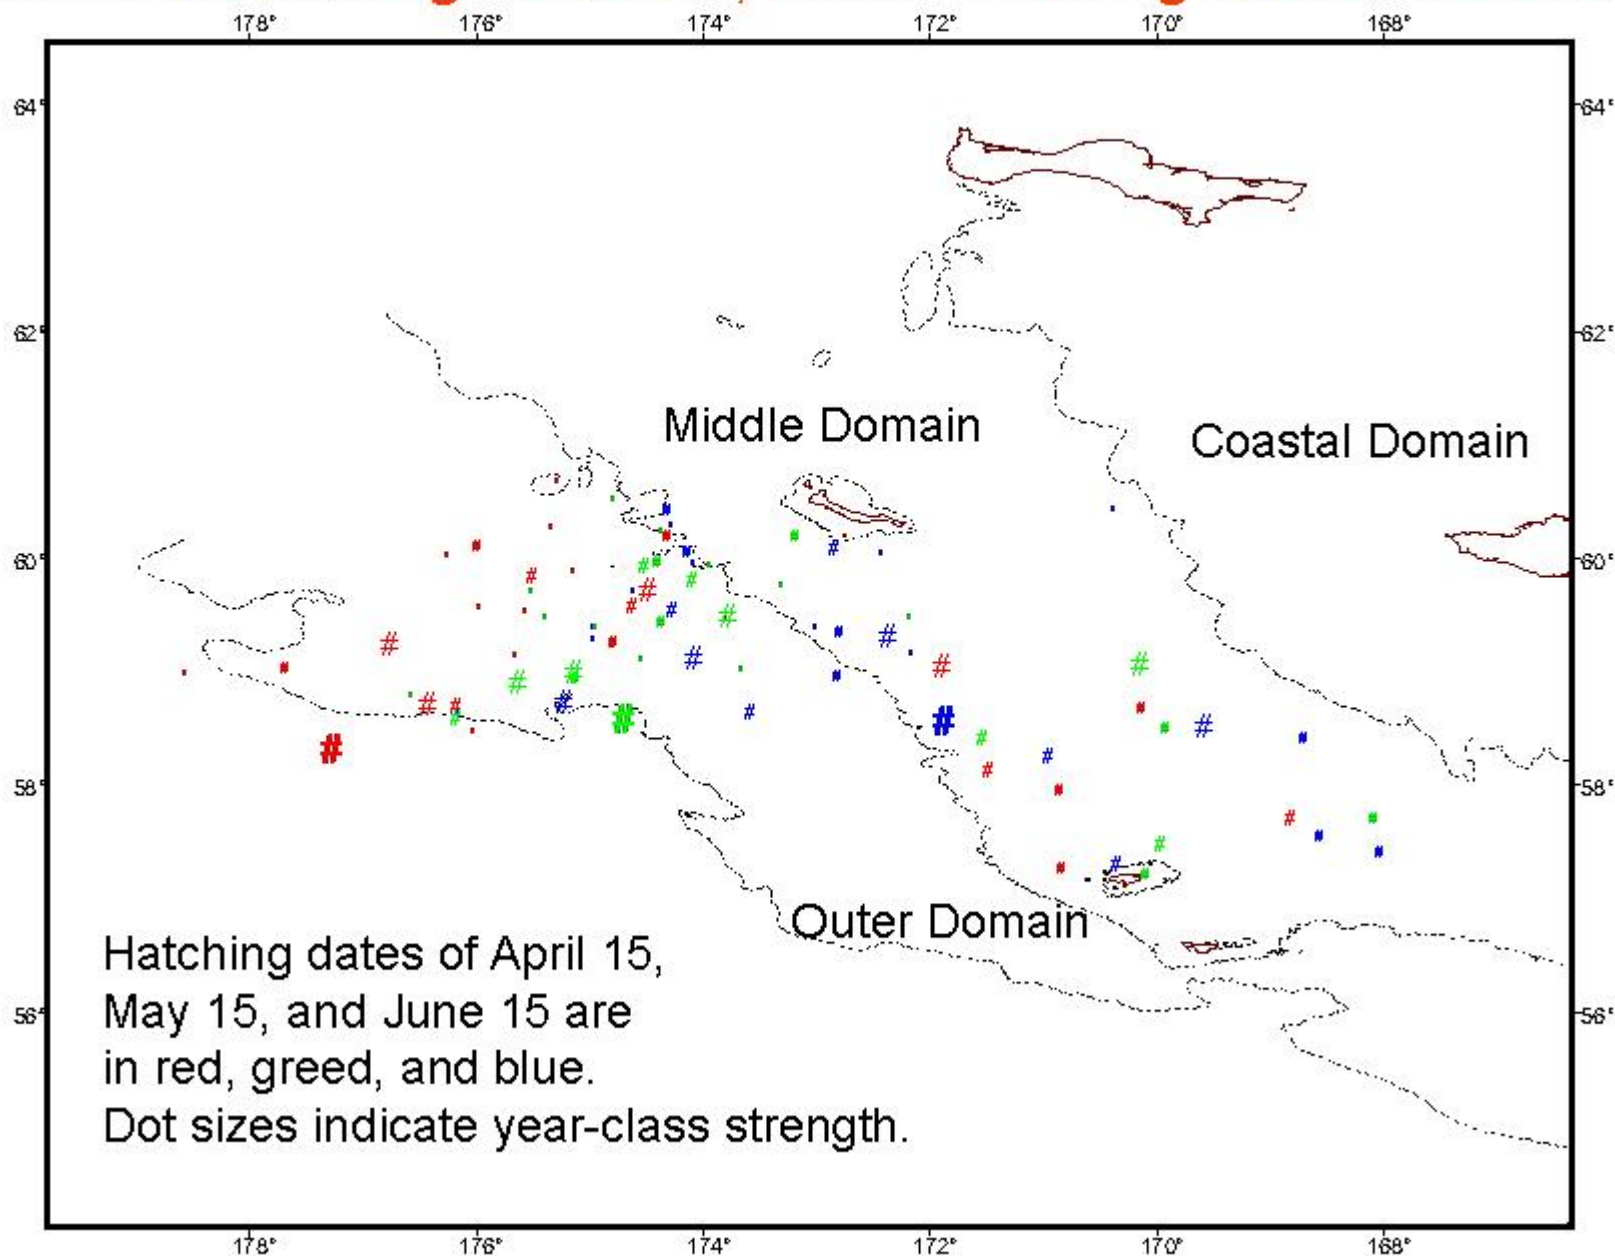 178° 176° 174° 172° 170° 168°
64° 64°
62° 62°
Middle Domain
Coastal Domain
60° 60°
58° 58°
Outer Domain
Hatching dates of April 15,
May 15, and June 15 are
56° 56°
in red, greed, and blue.
Dot sizes indicate year-class strength.
178° 176° 174° 172° 170° 168°